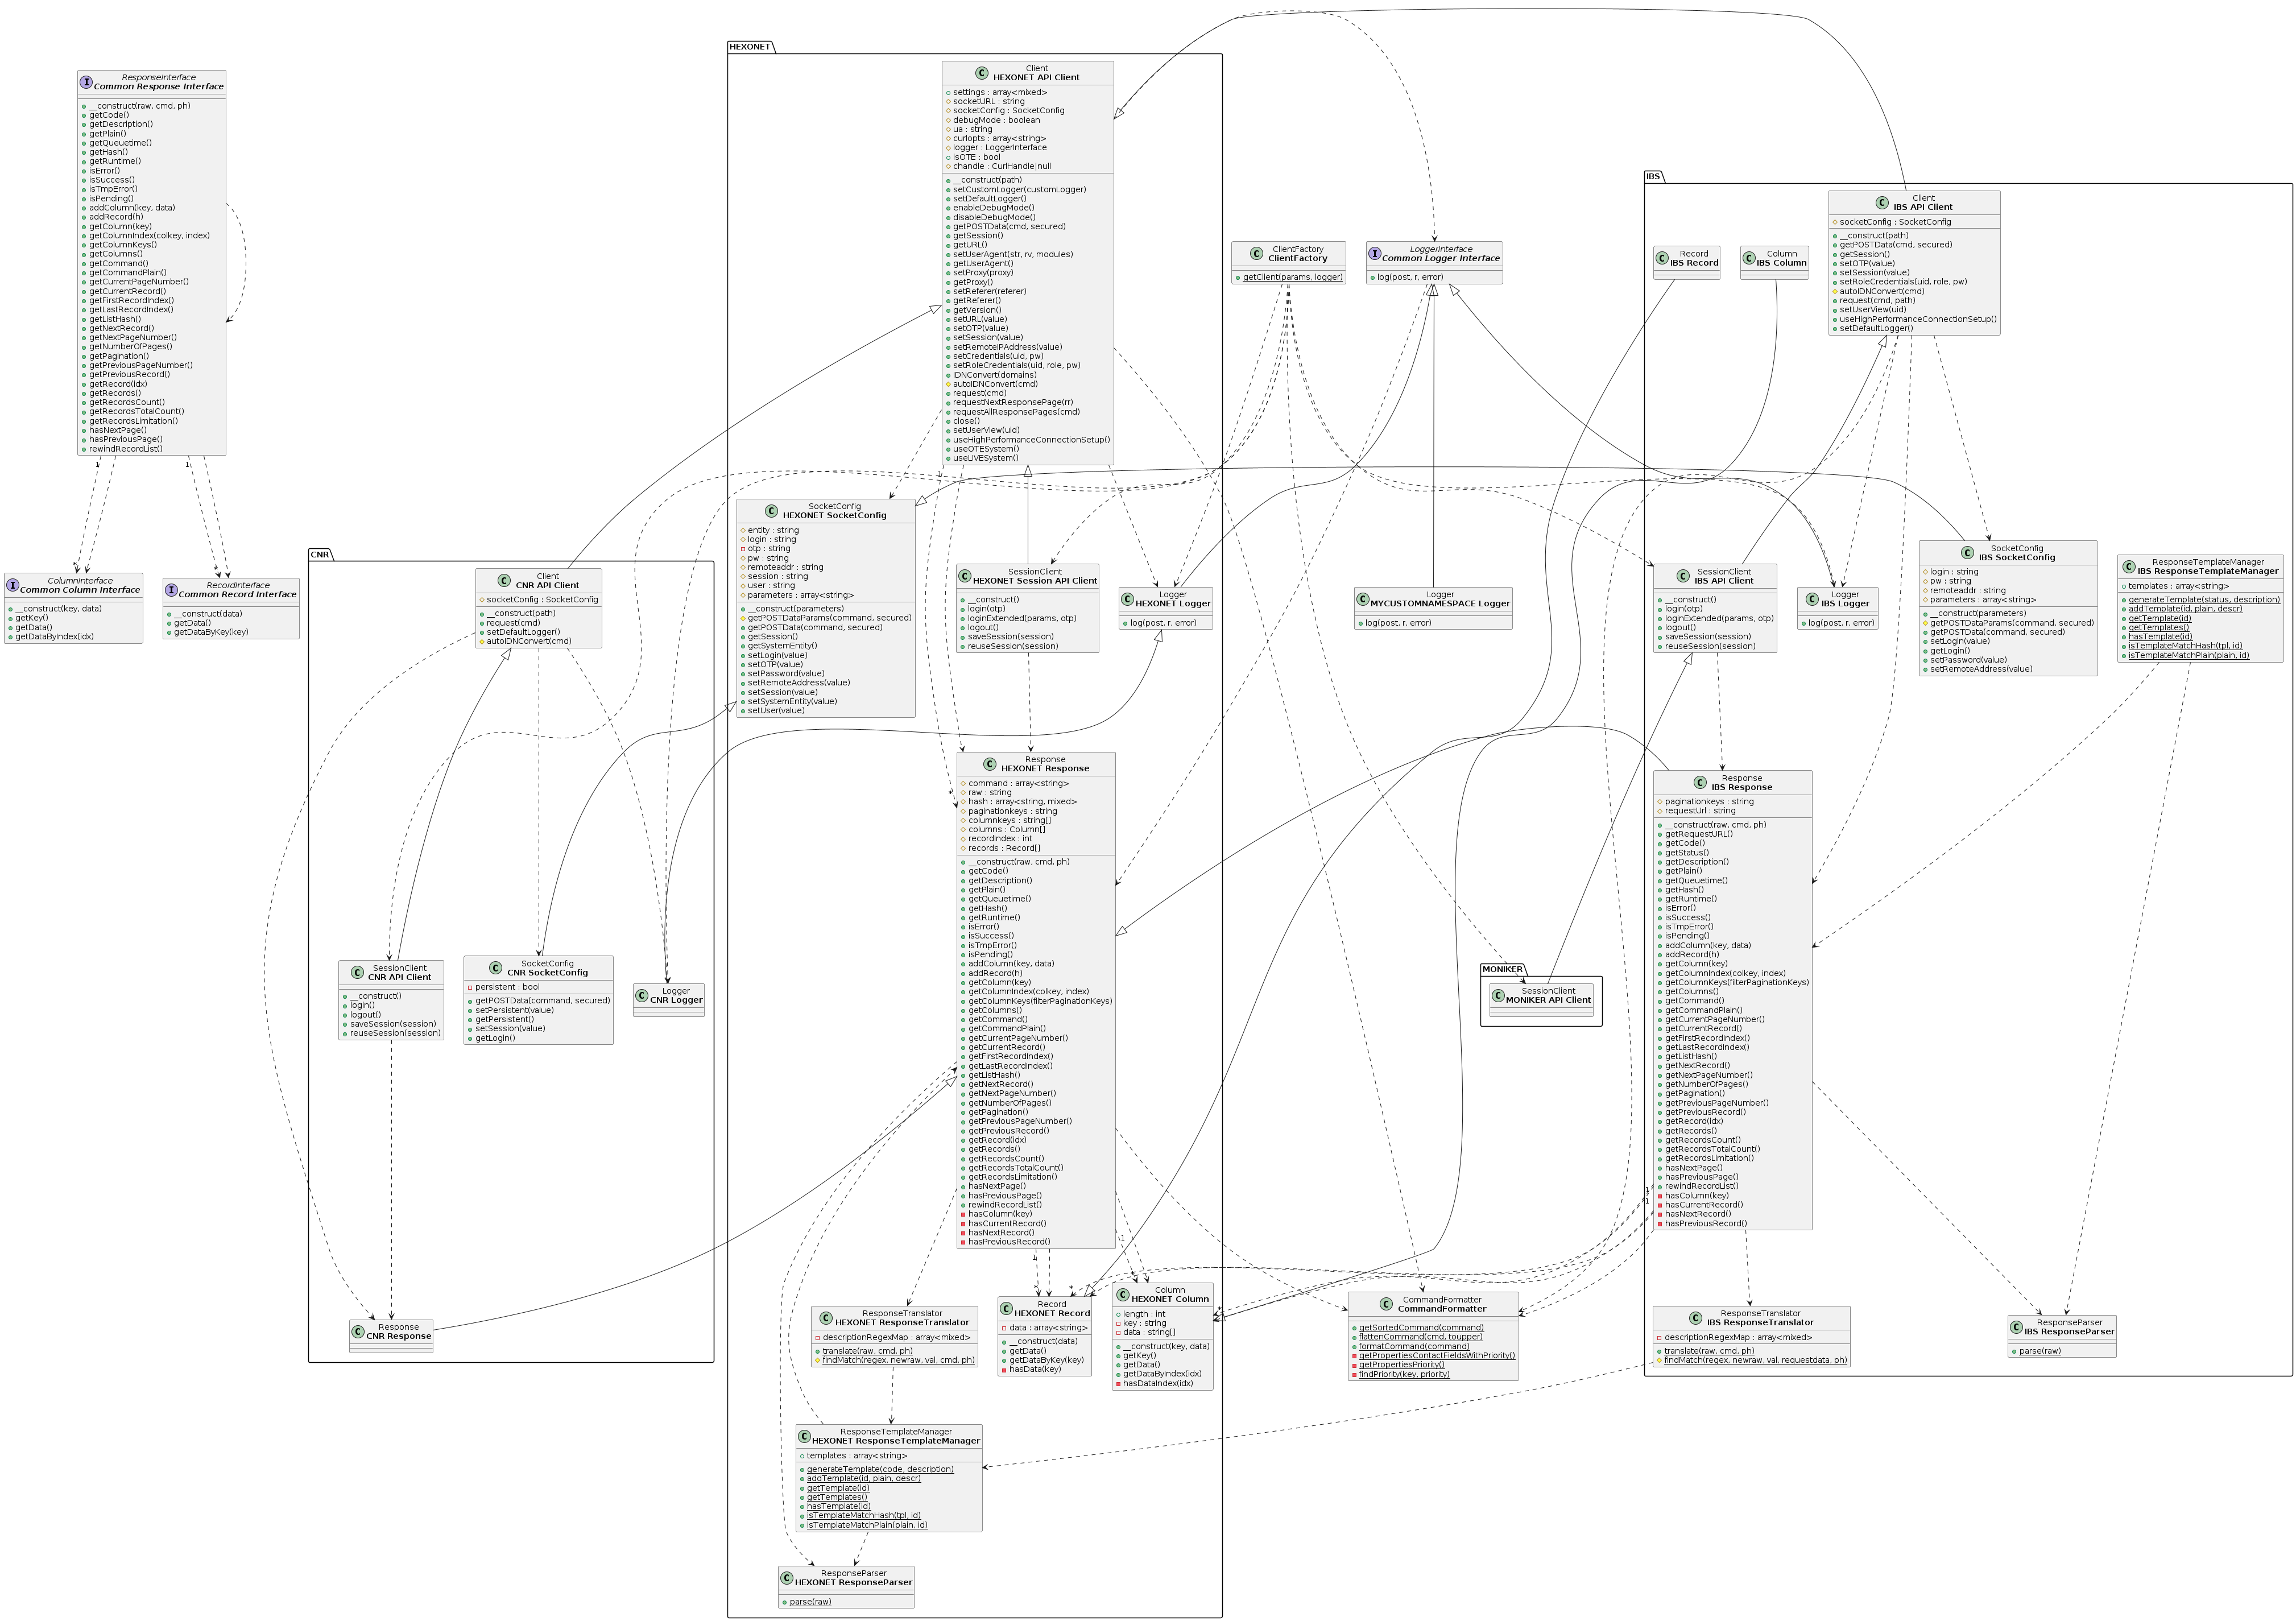 HEXONET
ResponseInterface
Common Response Interface
__construct(raw, cmd, ph)
getCode()
getDescription()
getPlain()
getQueuetime()
getHash()
getRuntime()
isError()
isSuccess()
isTmpError()
isPending()
addColumn(key, data)
addRecord(h)
getColumn(key)
getColumnIndex(colkey, index)
getColumnKeys()
getColumns()
getCommand()
getCommandPlain()
getCurrentPageNumber()
getCurrentRecord()
getFirstRecordIndex()
getLastRecordIndex()
getListHash()
getNextRecord()
getNextPageNumber()
getNumberOfPages()
getPagination()
getPreviousPageNumber()
getPreviousRecord()
getRecord(idx)
getRecords()
getRecordsCount()
getRecordsTotalCount()
getRecordsLimitation()
hasNextPage()
hasPreviousPage()
rewindRecordList()
Client
HEXONET API Client
settings : array<mixed>
socketURL : string
socketConfig : SocketConfig
debugMode : boolean
ua : string
curlopts : array<string>
logger : LoggerInterface
isOTE : bool
chandle : CurlHandle|null
__construct(path)
setCustomLogger(customLogger)
setDefaultLogger()
enableDebugMode()
disableDebugMode()
getPOSTData(cmd, secured)
getSession()
getURL()
setUserAgent(str, rv, modules)
getUserAgent()
setProxy(proxy)
getProxy()
setReferer(referer)
getReferer()
getVersion()
setURL(value)
setOTP(value)
setSession(value)
setRemoteIPAddress(value)
setCredentials(uid, pw)
setRoleCredentials(uid, role, pw)
IDNConvert(domains)
autoIDNConvert(cmd)
request(cmd)
requestNextResponsePage(rr)
requestAllResponsePages(cmd)
close()
setUserView(uid)
useHighPerformanceConnectionSetup()
useOTESystem()
useLIVESystem()
ClientFactory
ClientFactory
getClient(params, logger)
LoggerInterface
Common Logger Interface
log(post, r, error)
IBS
Record
IBS Record
Column
IBS Column
Client
IBS API Client
socketConfig : SocketConfig
__construct(path)
getPOSTData(cmd, secured)
getSession()
setOTP(value)
setSession(value)
setRoleCredentials(uid, role, pw)
autoIDNConvert(cmd)
request(cmd, path)
setUserView(uid)
useHighPerformanceConnectionSetup()
setDefaultLogger()
1
1
1
*
*
ColumnInterface
Common Column Interface
__construct(key, data)
getKey()
getData()
getDataByIndex(idx)
RecordInterface
Common Record Interface
__construct(data)
getData()
getDataByKey(key)
CNR
Client
CNR API Client
socketConfig : SocketConfig
__construct(path)
request(cmd)
setDefaultLogger()
autoIDNConvert(cmd)
SocketConfig
HEXONET SocketConfig
entity : string
login : string
otp : string
pw : string
remoteaddr : string
session : string
user : string
parameters : array<string>
__construct(parameters)
getPOSTDataParams(command, secured)
getPOSTData(command, secured)
getSession()
getSystemEntity()
setLogin(value)
setOTP(value)
setPassword(value)
setRemoteAddress(value)
setSession(value)
setSystemEntity(value)
setUser(value)
SessionClient
HEXONET Session API Client
__construct()
login(otp)
loginExtended(params, otp)
logout()
saveSession(session)
reuseSession(session)
Logger
HEXONET Logger
log(post, r, error)
Logger
MYCUSTOMNAMESPACE Logger
log(post, r, error)
SessionClient
IBS API Client
__construct()
login(otp)
loginExtended(params, otp)
logout()
saveSession(session)
reuseSession(session)
Logger
IBS Logger
log(post, r, error)
SocketConfig
IBS SocketConfig
login : string
pw : string
remoteaddr : string
parameters : array<string>
__construct(parameters)
getPOSTDataParams(command, secured)
getPOSTData(command, secured)
setLogin(value)
getLogin()
setPassword(value)
setRemoteAddress(value)
ResponseTemplateManager
IBS ResponseTemplateManager
templates : array<string>
generateTemplate(status, description)
addTemplate(id, plain, descr)
getTemplate(id)
getTemplates()
hasTemplate(id)
isTemplateMatchHash(tpl, id)
isTemplateMatchPlain(plain, id)
*
Response
HEXONET Response
command : array<string>
raw : string
hash : array<string, mixed>
paginationkeys : string
columnkeys : string[]
columns : Column[]
recordIndex : int
records : Record[]
__construct(raw, cmd, ph)
getCode()
getDescription()
getPlain()
getQueuetime()
getHash()
getRuntime()
isError()
isSuccess()
isTmpError()
isPending()
addColumn(key, data)
addRecord(h)
getColumn(key)
getColumnIndex(colkey, index)
getColumnKeys(filterPaginationKeys)
getColumns()
getCommand()
getCommandPlain()
getCurrentPageNumber()
getCurrentRecord()
getFirstRecordIndex()
getLastRecordIndex()
getListHash()
getNextRecord()
getNextPageNumber()
getNumberOfPages()
getPagination()
getPreviousPageNumber()
getPreviousRecord()
getRecord(idx)
getRecords()
getRecordsCount()
getRecordsTotalCount()
getRecordsLimitation()
hasNextPage()
hasPreviousPage()
rewindRecordList()
hasColumn(key)
hasCurrentRecord()
hasNextRecord()
hasPreviousRecord()
Response
IBS Response
paginationkeys : string
requestUrl : string
__construct(raw, cmd, ph)
getRequestURL()
getCode()
getStatus()
getDescription()
getPlain()
getQueuetime()
getHash()
getRuntime()
isError()
isSuccess()
isTmpError()
isPending()
addColumn(key, data)
addRecord(h)
getColumn(key)
getColumnIndex(colkey, index)
getColumnKeys(filterPaginationKeys)
getColumns()
getCommand()
getCommandPlain()
getCurrentPageNumber()
getCurrentRecord()
getFirstRecordIndex()
getLastRecordIndex()
getListHash()
getNextRecord()
getNextPageNumber()
getNumberOfPages()
getPagination()
getPreviousPageNumber()
getPreviousRecord()
getRecord(idx)
getRecords()
getRecordsCount()
getRecordsTotalCount()
getRecordsLimitation()
hasNextPage()
hasPreviousPage()
rewindRecordList()
hasColumn(key)
hasCurrentRecord()
hasNextRecord()
hasPreviousRecord()
SessionClient
CNR API Client
__construct()
login()
logout()
saveSession(session)
reuseSession(session)
SocketConfig
CNR SocketConfig
persistent : bool
getPOSTData(command, secured)
setPersistent(value)
getPersistent()
setSession(value)
getLogin()
Logger
CNR Logger
MONIKER
SessionClient
MONIKER API Client
1
1
1
1
*
*
*
*
Response
CNR Response
ResponseTranslator
HEXONET ResponseTranslator
descriptionRegexMap : array<mixed>
translate(raw, cmd, ph)
findMatch(regex, newraw, val, cmd, ph)
Record
HEXONET Record
data : array<string>
__construct(data)
getData()
getDataByKey(key)
hasData(key)
Column
HEXONET Column
length : int
key : string
data : string[]
__construct(key, data)
getKey()
getData()
getDataByIndex(idx)
hasDataIndex(idx)
CommandFormatter
CommandFormatter
getSortedCommand(command)
flattenCommand(cmd, toupper)
formatCommand(command)
getPropertiesContactFieldsWithPriority()
getPropertiesPriority()
findPriority(key, priority)
ResponseTranslator
IBS ResponseTranslator
descriptionRegexMap : array<mixed>
translate(raw, cmd, ph)
findMatch(regex, newraw, val, requestdata, ph)
ResponseParser
IBS ResponseParser
parse(raw)
ResponseTemplateManager
HEXONET ResponseTemplateManager
templates : array<string>
generateTemplate(code, description)
addTemplate(id, plain, descr)
getTemplate(id)
getTemplates()
hasTemplate(id)
isTemplateMatchHash(tpl, id)
isTemplateMatchPlain(plain, id)
ResponseParser
HEXONET ResponseParser
parse(raw)